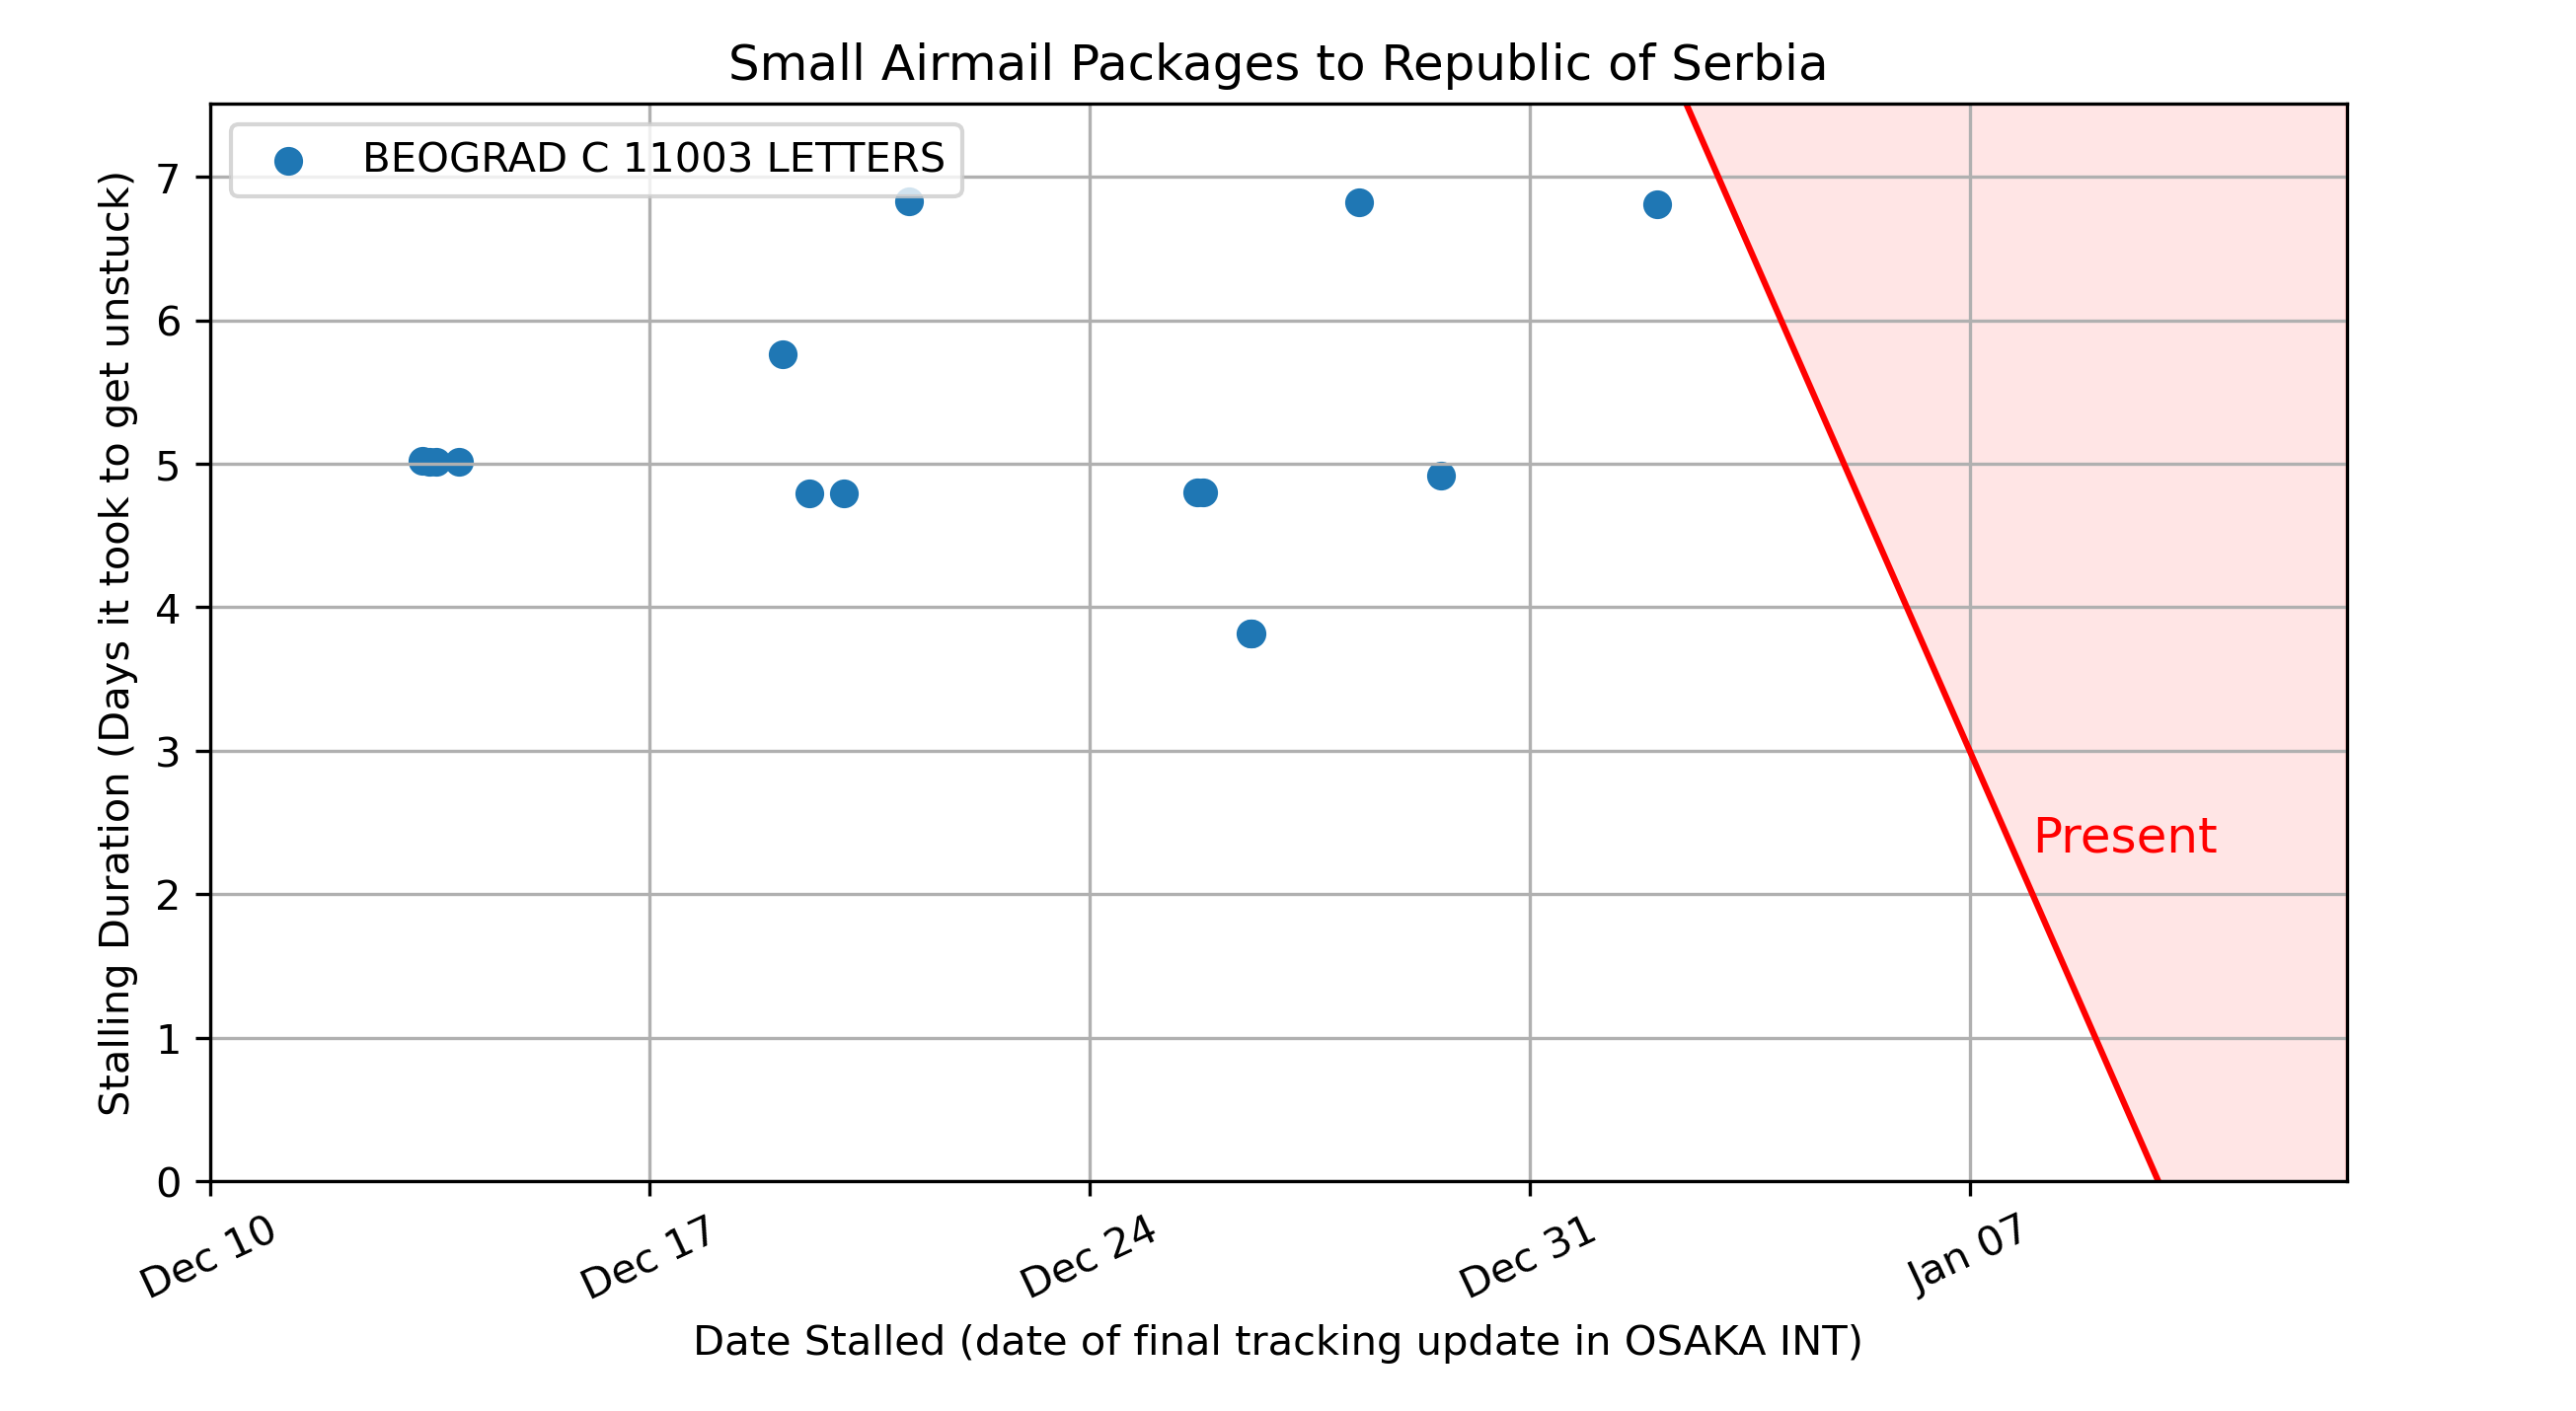 Small Airmail Packages to Republic of Serbia
BEOGRAD C 11003 LETTERS
Stalling Duration (Days it took to get unstuck)
7
6
5
4
3
2
1
0
Present
Dec 10
Dec 17
Dec 24
Dec 31
Jan 07
Date Stalled (date of final tracking update in OSAKA INT)